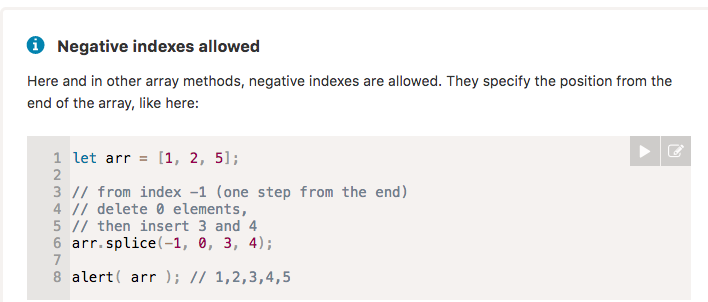 Negative indexes allowed
Here and in other array methods, negative indexes are allowed. They specify the position from the
end of the array, like here:
1 let arr = [1, 2, 5];
2
3 // from index -1 (one step from the end)
4 // delete 0 elements,
5 // then insert 3 and 4
6 arr.splice(-1, 0, 3, 4);
7
8 alert( arr ); // 1,2,3,4,5